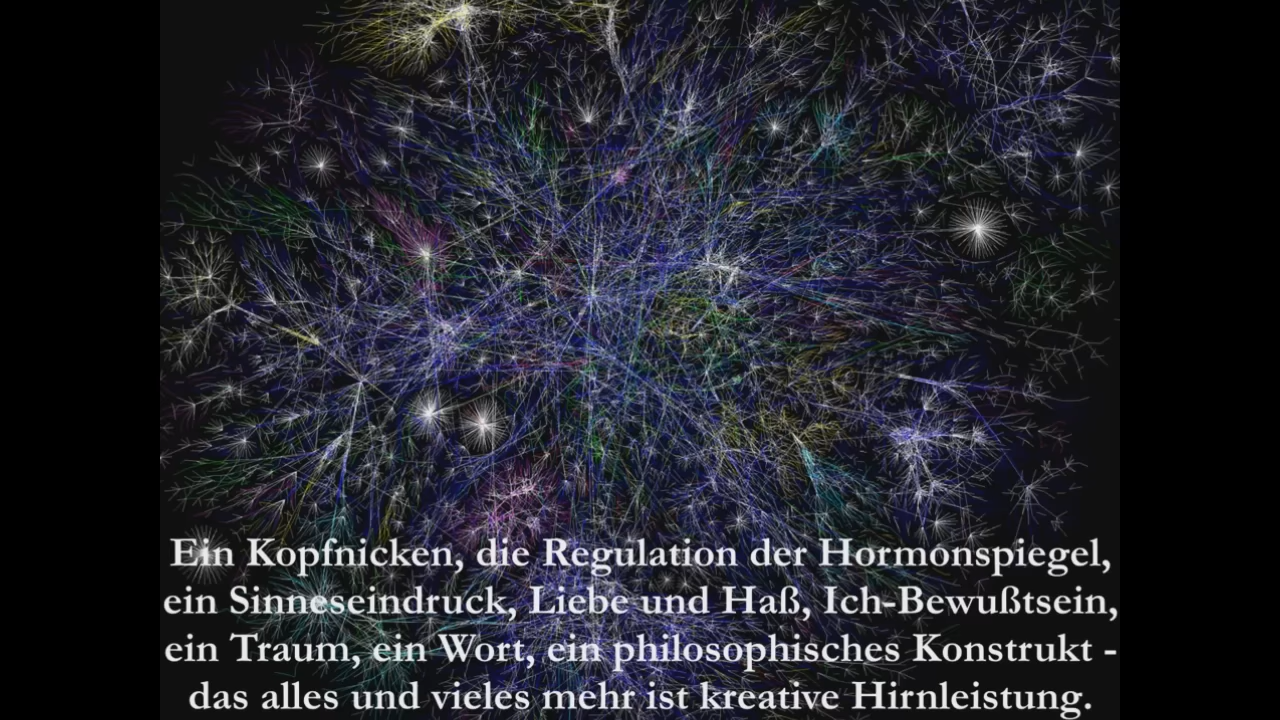 Ein Kopfnicken, die Regulation der Hormonspiegel,
ein Sinneseindruck, Liebe und Haß, Ich-Bewußtsein,
ein Traum, ein Wort, ein philosophisches Konstrukt -
das alles und vieles mehr ist kreative Hirnleistung.